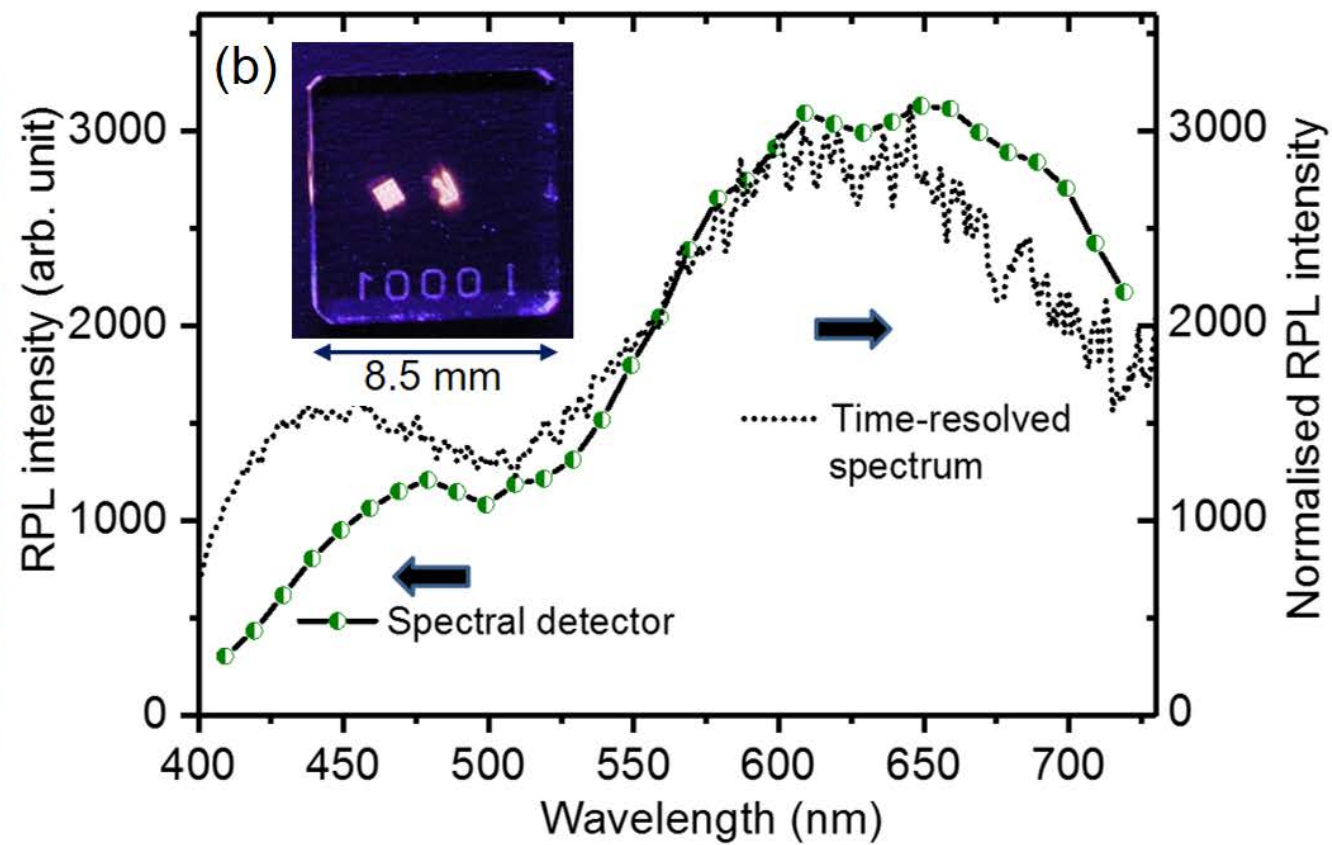 (b)
10001
8.5 mm
RPL intensity (arb. unit)
3000
2000
1000
0
Normalised RPL intensity
3000
2000
1000
0
Time-resolved
spectrum
Spectral detector
400 450 500 550 600 650 700
Wavelength (nm)